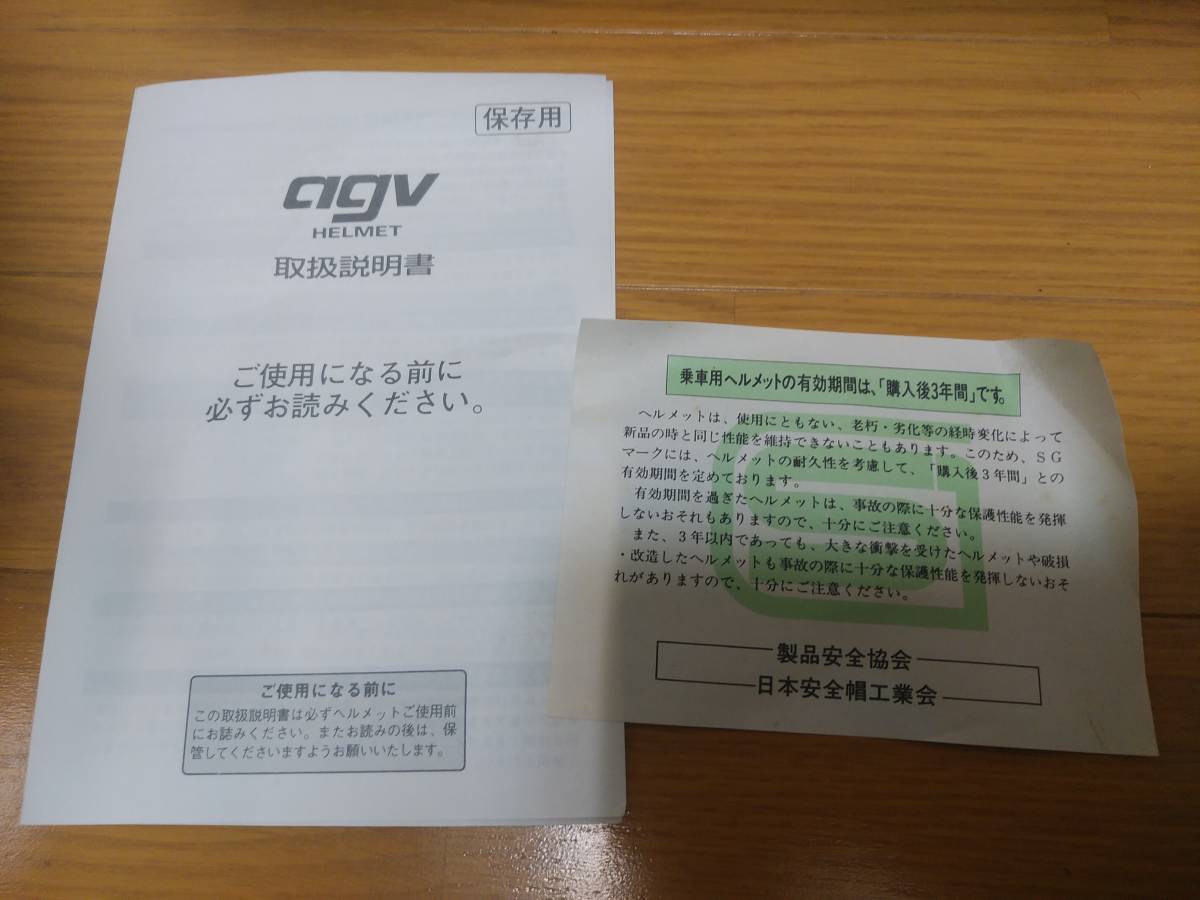 保存用
agv
HELMET
取扱説明書
ご使用になる前に
必ずお読みください。
ご使用になる前に
この取扱説明書は必ずヘルメットご使用前
にお読みください。またお読みの後は、保
管してくださいますようお願いいたします。
乗車用ヘルメットの有効期間は、「購入後3年間」です。
ヘルメットは、使用にともない、老朽・劣化等の経時変化によって
新品の時と同じ性能を維持できないこともあります。このため、SG
マークには、ヘルメットの耐久性を考慮して、「購入後3年間」との
有効期間を定めております。
有効期間を過ぎたヘルメットは、事故の際に十分な保護性能を発揮
しないおそれもありますので、十分にご注意ください。
また、3年以内であっても、大きな衝撃を受けたヘルメットや破損
・改造したヘルメットも事故の際に十分な保護性能を発揮しないおそ
れがありますので、十分にご注意ください。
製品安全協会
日本安全帽工業会